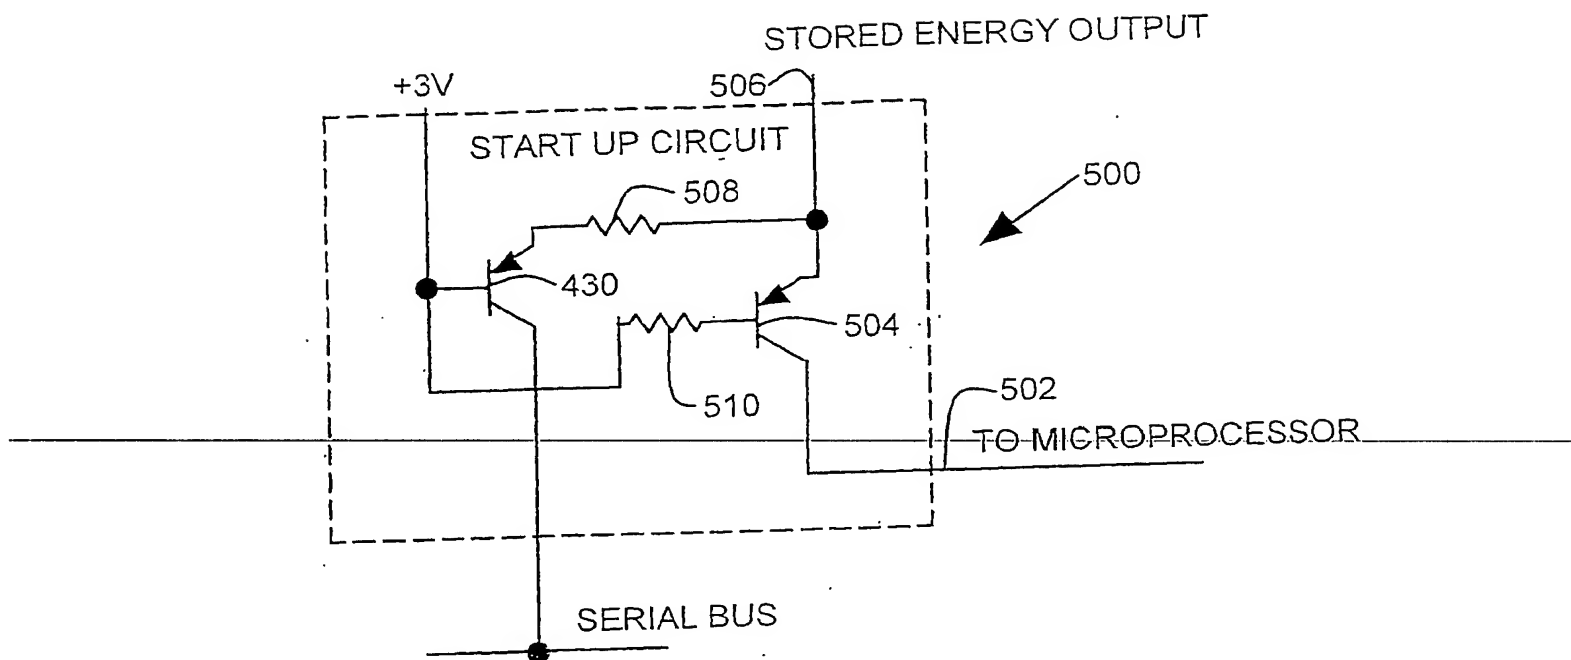 STORED ENERGY OUTPUT
+3V
506
START UP CIRCUIT
500
508
430
504
510
502
TO MICROPROCESSOR
SERIAL BUS